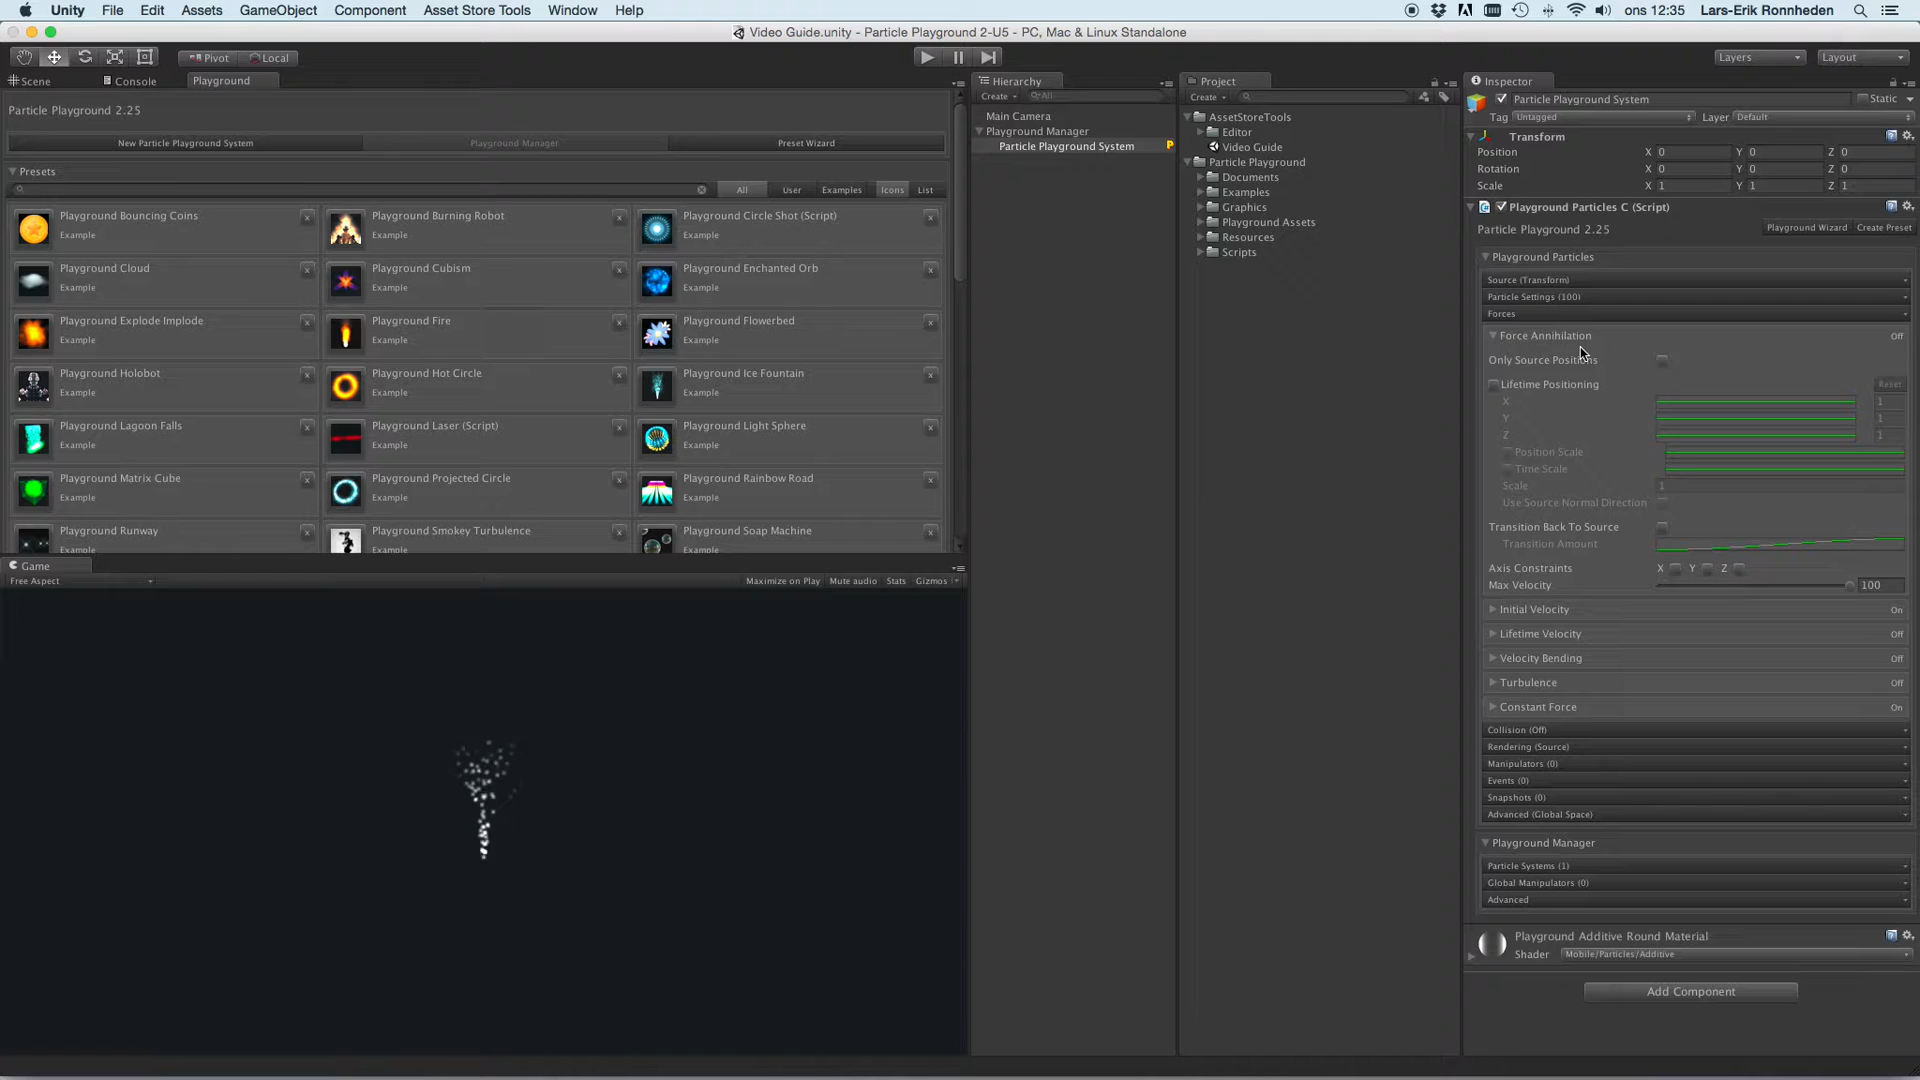 Unity File Edit Assets GameObject Component Asset Store Tools Window Help ons 12:35 Lars-Erik Ronnheden
Video Guide.unity - Particle Playground 2-U5 - PC, Mac & Linux Standalone
Pivot Local Layers Layout
Scene Console Playground
Particle Playground 2.25
New Particle Playground System Playground Manager Preset Wizard
Presets
All User Examples Icons List
Playground Bouncing Coins Playground Burning Robot Playground Circle Shot (Script)
Example Example Example
Playground Cloud Playground Cubism Playground Enchanted Orb
Example Example Example
Playground Explode Implode Playground Fire Playground Flowerbed
Example Example Example
Playground Holobot Playground Hot Circle Playground Ice Fountain
Example Example Example
Playground Lagoon Falls Playground Laser (Script) Playground Light Sphere
Example Example Example
Playground Matrix Cube Playground Projected Circle Playground Rainbow Road
Example Example Example
Playground Runway Playground Smokey Turbulence Playground Soap Machine
Example Example Example
Game
Free Aspect Maximize on Play Mute audio Stats Gizmos
Hierarchy
Create All
Main Camera
Playground Manager
Particle Playground System P
Project
Create
AssetStoreTools
Editor
Video Guide
Particle Playground
Documents
Examples
Graphics
Playground Assets
Resources
Scripts
Inspector
Particle Playground System Static
Tag Untagged Layer Default
Transform
Position X 0 Y 0 Z 0
Rotation X 0 Y 0 Z 0
Scale X 1 Y 1 Z 1
Playground Particles C (Script)
Particle Playground 2.25 Playground Wizard Create Preset
Playground Particles
Source (Transform)
Particle Settings (100)
Forces
Force Annihilation Off
Only Source Positions
Lifetime Positioning Reset
X 1
Y 1
Z 1
Position Scale
Time Scale
Scale 1
Use Source Normal Direction
Transition Back To Source
Transition Amount
Axis Constraints X Y Z
Max Velocity 100
Initial Velocity On
Lifetime Velocity Off
Velocity Bending Off
Turbulence Off
Constant Force On
Collision (Off)
Rendering (Source)
Manipulators (0)
Events (0)
Snapshots (0)
Advanced (Global Space)
Playground Manager
Particle Systems (1)
Global Manipulators (0)
Advanced
Playground Additive Round Material
Shader Mobile/Particles/Additive
Add Component